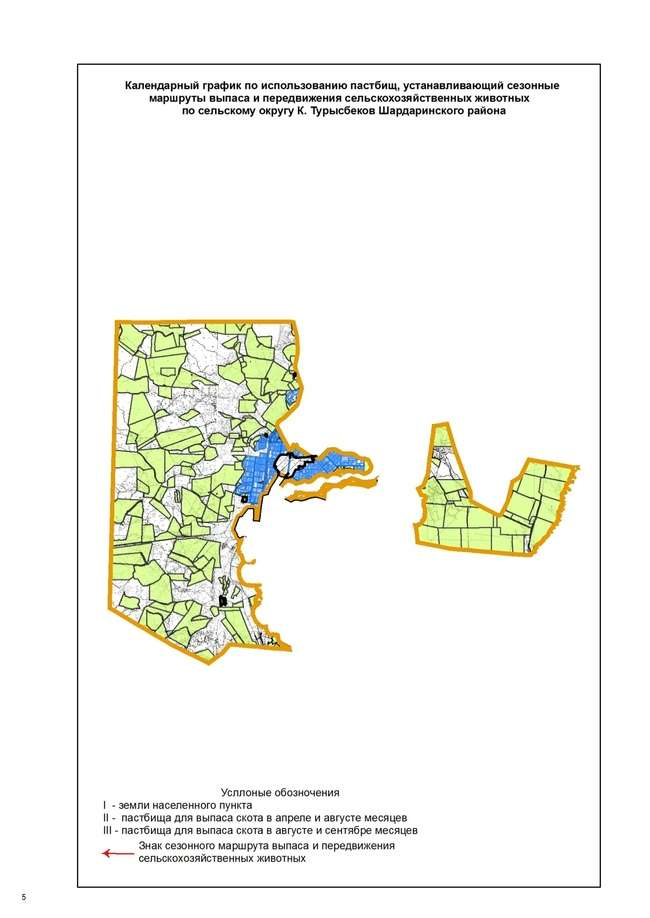 Календарный график по использованию пастбищ, устанавливающий сезонные
маршруты выпаса и передвижения сельскохозяйственных животных
по сельскому округу К. Турысбеков Шардаринского района
Усллоные обозночения
I - земли населенного пункта
II - пастбища для выпаса скота в апреле и августе месяцев
III - пастбища для выпаса скота в августе и сентябре месяцев
Знак сезонного маршрута выпаса и передвижения
сельскохозяйственных животных
5